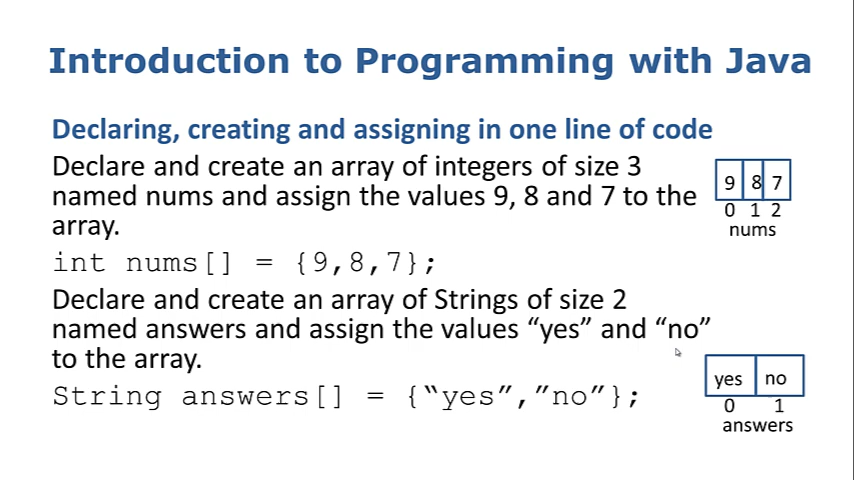 Introduction to Programming with Java
Declaring, creating and assigning in one line of code
Declare and create an array of integers of size 3
named nums and assign the values 9, 8 and 7 to the
array.
9 8 7
0 1 2
nums
int nums[] = {9,8,7};
Declare and create an array of Strings of size 2
named answers and assign the values “yes” and “no”
to the array.
String answers[] = {“yes”,”no”};
yes no
0 1
answers